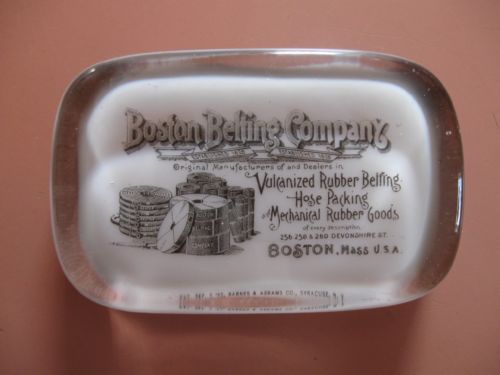 Boston Belting Company,
Original Manufacturers of and Dealers in
Vulcanized Rubber Belting,
Hose Packing
and Mechanical Rubber Goods
of every description.
256, 258 & 260 DEVONSHIRE ST.
BOSTON, Mass U.S.A.
BARNES & ABRAMS CO., SYRACUSE,